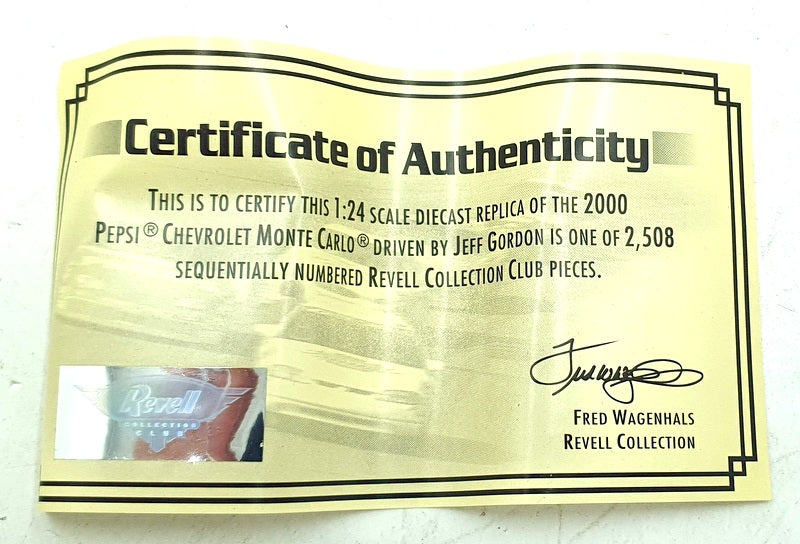 Certificate of Authenticity
THIS IS TO CERTIFY THIS 1:24 SCALE DIECAST REPLICA OF THE 2000
PEPSI® CHEVROLET MONTE CARLO® DRIVEN BY JEFF GORDON IS ONE OF 2,508
SEQUENTIALLY NUMBERED REVELL COLLECTION CLUB PIECES.
Revell
COLLECTION
CLUB
FRED WAGENHALS
REVELL COLLECTION